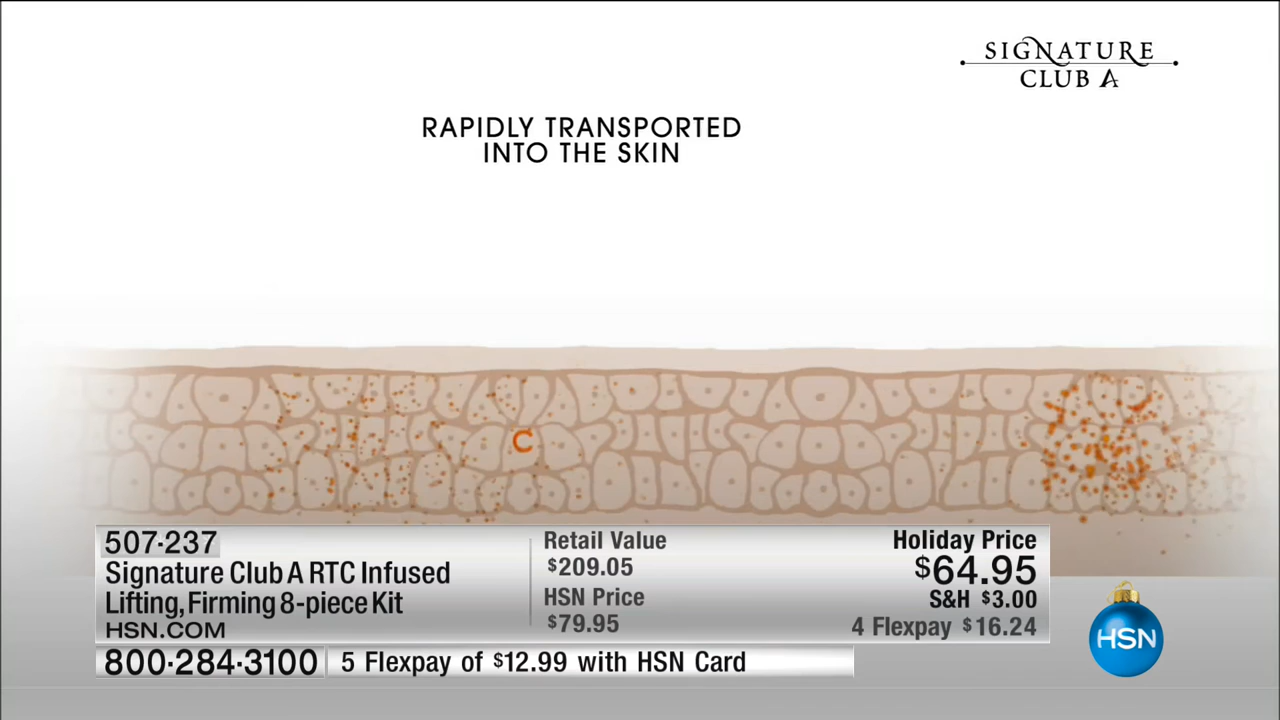 SIGNATURE
CLUB A
RAPIDLY TRANSPORTED
INTO THE SKIN
C
507·237
Signature Club A RTC Infused
Lifting, Firming 8-piece Kit
HSN.COM
Retail Value
$209.05
HSN Price
$79.95
Holiday Price
$64.95
S&H $3.00
4 Flexpay $16.24
800·284·3100
5 Flexpay of $12.99 with HSN Card
HSN